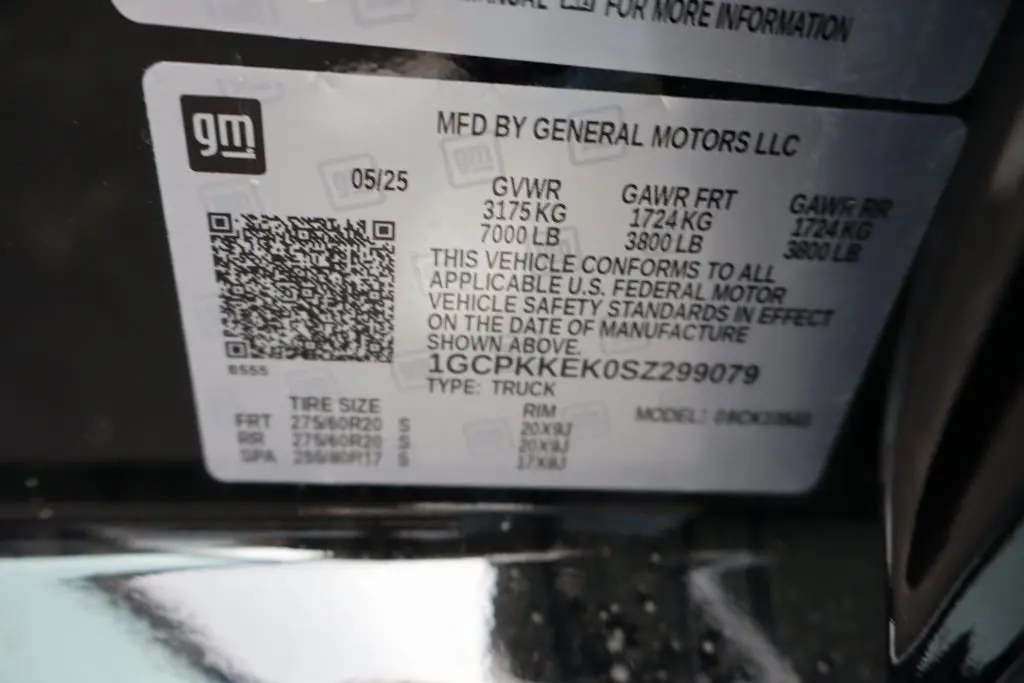 FOR MORE INFORMATION
gm
MFD BY GENERAL MOTORS LLC
05/25
GVWR GAWR FRT GAWR RR
3175 KG 1724 KG 1724 KG
7000 LB 3800 LB 3800 LB
THIS VEHICLE CONFORMS TO ALL
APPLICABLE U.S. FEDERAL MOTOR
VEHICLE SAFETY STANDARDS IN EFFECT
ON THE DATE OF MANUFACTURE
SHOWN ABOVE.
1GCPKKEK0SZ299079
8555
TYPE: TRUCK
TIRE SIZE RIM MODEL:
FRT 275/60R20 S 20X9J
RR 275/60R20 S 20X9J
SPA S 17X8J